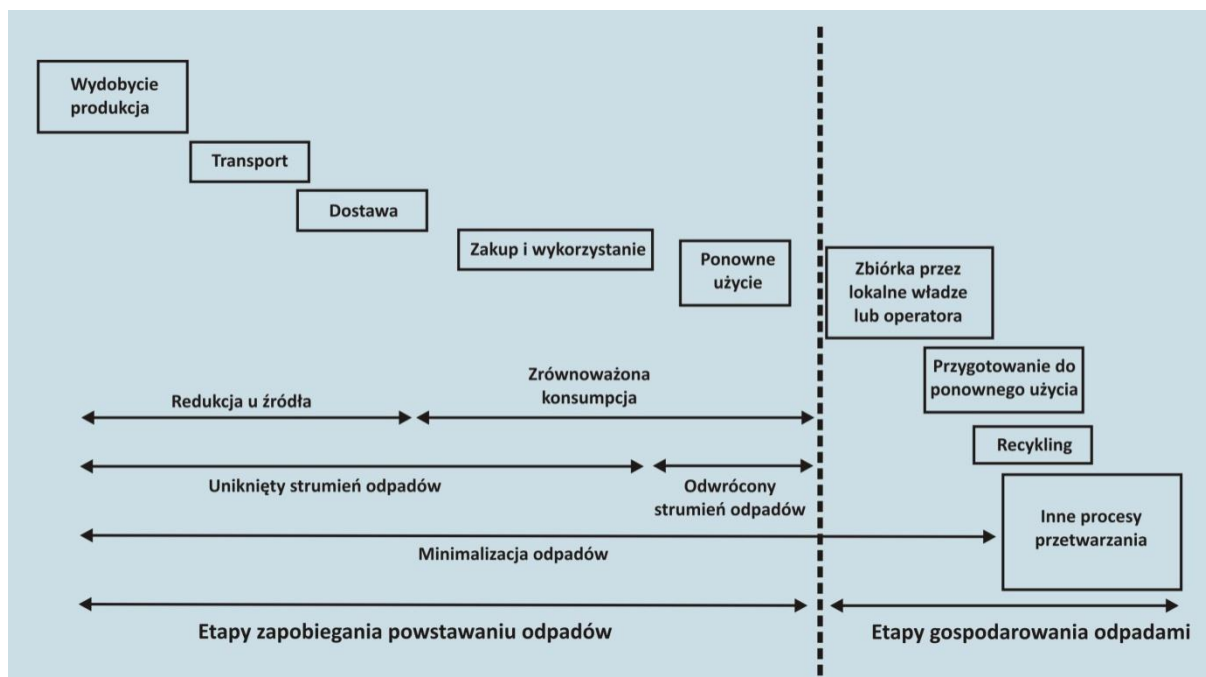 Wydobycie
produkcja
Transport
Dostawa
Zakup i wykorzystanie
Ponowne
użycie
Zbiórka przez
lokalne władze
lub operatora
Przygotowanie do
ponownego użycia
Recykling
Inne procesy
przetwarzania
Redukcja u źródła
Zrównoważona
konsumpcja
Uniknięty strumień odpadów
Odwrócony
strumień odpadów
Minimalizacja odpadów
Etapy zapobiegania powstawaniu odpadów
Etapy gospodarowania odpadami